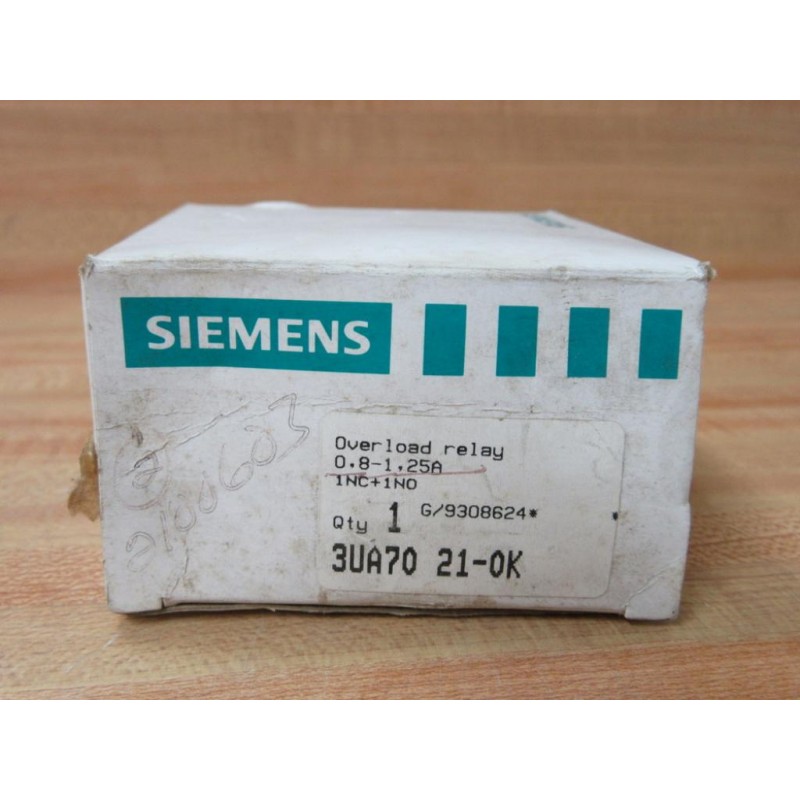 SIEMENS
Overload relay
0.8-1.25A
1NC+1NO
Qty 1 G/9308624*
3UA70 21-0K